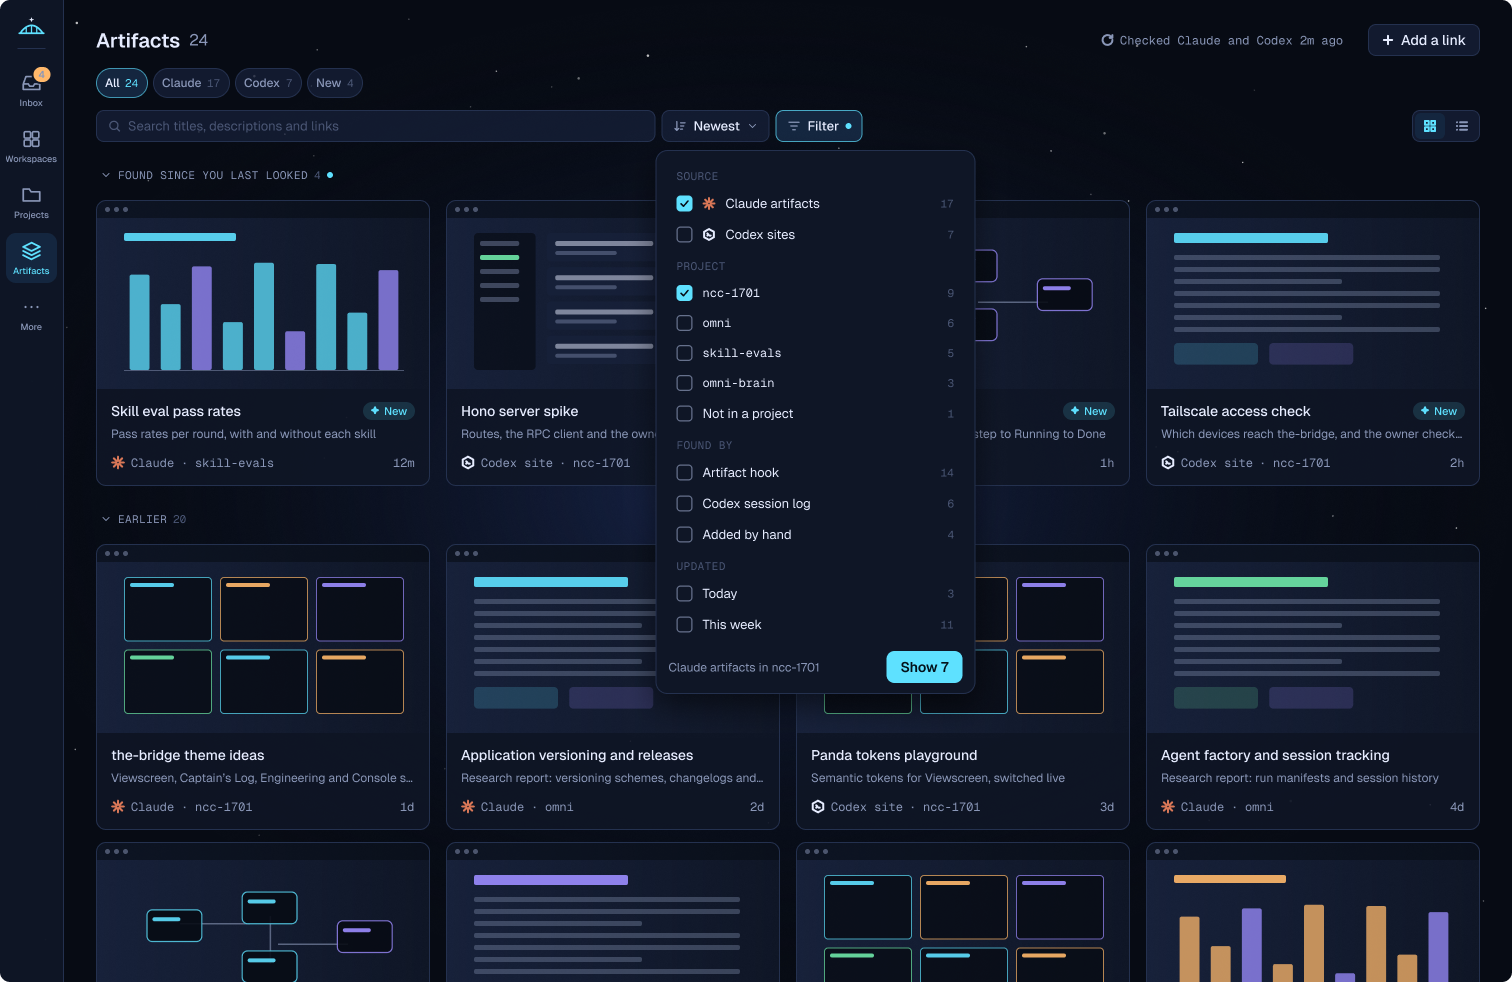 Artifacts 24
Checked Claude and Codex 2m ago
+ Add a link
All 24
Claude 17
Codex 7
New 4
Search titles, descriptions and links
Newest
Filter
4
Inbox
Workspaces
Projects
Artifacts
More
FOUND SINCE YOU LAST LOOKED 4
Skill eval pass rates
New
Pass rates per round, with and without each skill
Claude · skill-evals
12m
Hono server spike
Routes, the RPC client and the own
Codex site · ncc-1701
New
step to Running to Done
1h
Tailscale access check
New
Which devices reach the-bridge, and the owner check…
Codex site · ncc-1701
2h
SOURCE
Claude artifacts 17
Codex sites 7
PROJECT
ncc-1701 9
omni 6
skill-evals 5
omni-brain 3
Not in a project 1
FOUND BY
Artifact hook 14
Codex session log 6
Added by hand 4
UPDATED
Today 3
This week 11
Claude artifacts in ncc-1701
Show 7
EARLIER 20
the-bridge theme ideas
Viewscreen, Captain's Log, Engineering and Console s…
Claude · ncc-1701
1d
Application versioning and releases
Research report: versioning schemes, changelogs and…
Claude · omni
2d
Panda tokens playground
Semantic tokens for Viewscreen, switched live
Codex site · ncc-1701
3d
Agent factory and session tracking
Research report: run manifests and session history
Claude · omni
4d